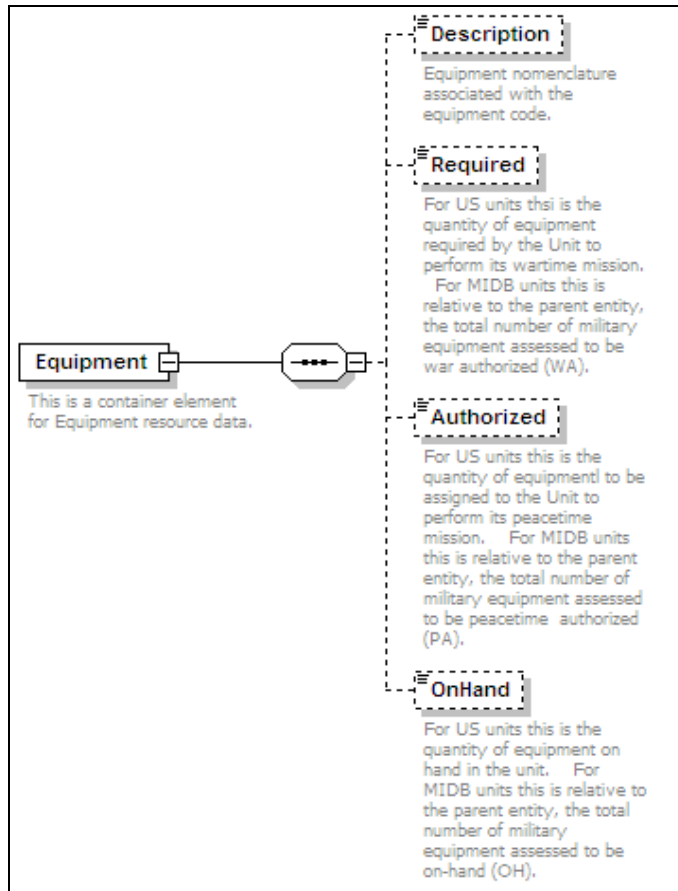 Description
Equipment nomenclature
associated with the
equipment code.
Required
For US units thsi is the
quantity of equipment
required by the Unit to
perform its wartime mission.
For MIDB units this is
relative to the parent entity,
the total number of military
equipment assessed to be
war authorized (WA).
Equipment
This is a container element
for Equipment resource data.
Authorized
For US units this is the
quantity of equipmentl to be
assigned to the Unit to
perform its peacetime
mission. For MIDB units
this is relative to the parent
entity, the total number of
military equipment assessed
to be peacetime authorized
(PA).
OnHand
For US units this is the
quantity of equipment on
hand in the unit. For
MIDB units this is relative to
the parent entity, the total
number of military
equipment assessed to be
on-hand (OH).